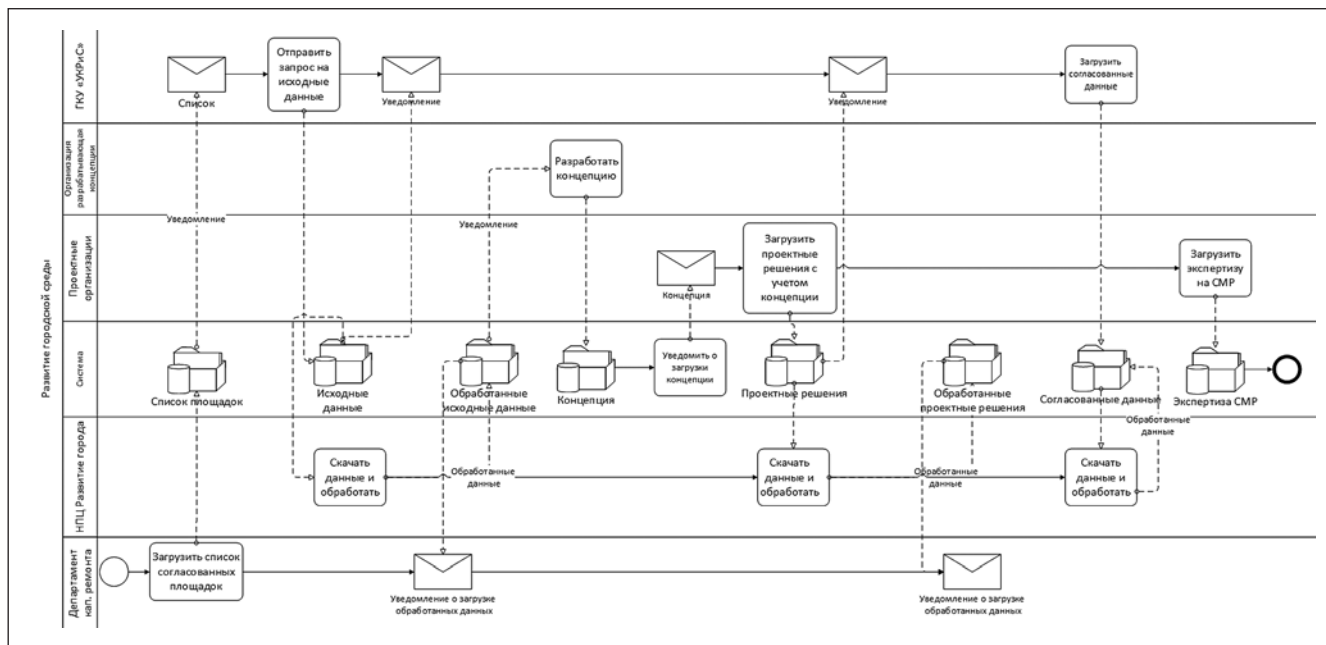 Развитие городской среды
ГКУ «УКРиС»
Список
Отправить
запрос на
исходные
данные
Уведомление
Уведомление
Загрузить
согласованные
данные
Организация
разрабатывающая
концепции
Разработать
концепцию
Уведомление
Уведомление
Проектные
организации
Концепция
Загрузить
проектные
решения с
учетом
концепции
Загрузить
экспертизу
на СМР
Система
Список площадок
Исходные
данные
Обработанные
исходные данные
Концепция
Уведомить о
загрузки
концепции
Проектные решения
Обработанные
проектные решения
Согласованные данные
Экспертиза СМР
Обработанные
данные
НПЦ Развитие города
Скачать
данные и
обработать
Обработанные
данные
Скачать
данные и
обработать
Обработанные
данные
Скачать
данные и
обработать
Департамент
кап. ремонта
Загрузить список
согласованных
площадок
Уведомление о загрузке
обработанных данных
Уведомление о загрузке
обработанных данных